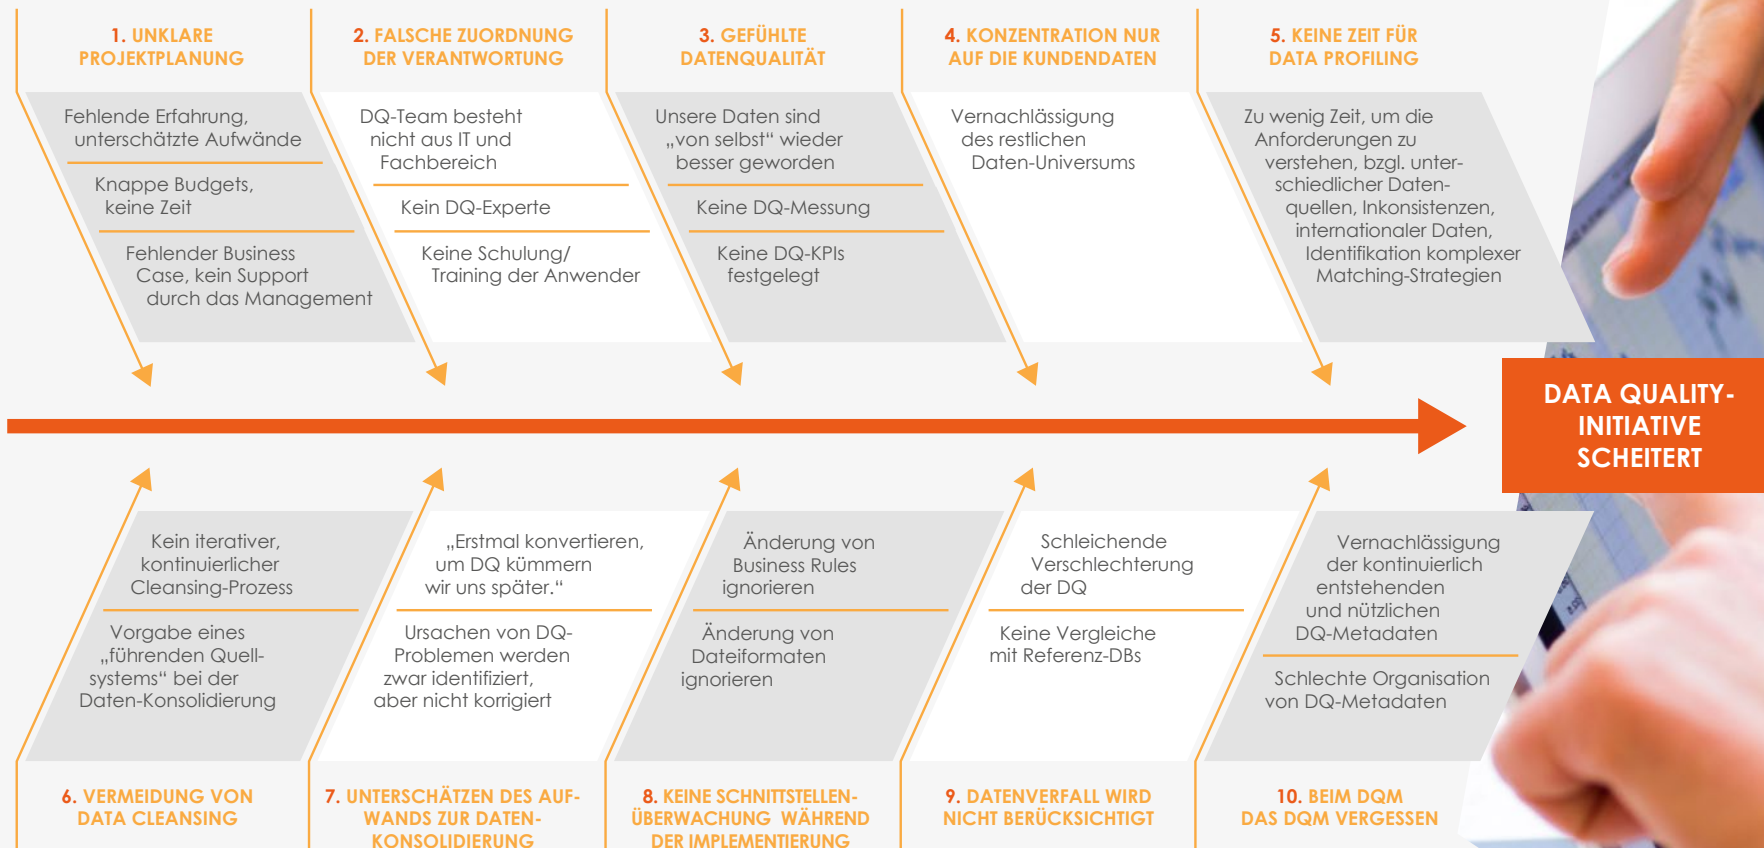 1. UNKLARE
PROJEKTPLANUNG
Fehlende Erfahrung,
unterschätzte Aufwände
Knappe Budgets,
keine Zeit
Fehlender Business
Case, kein Support
durch das Management
2. FALSCHE ZUORDNUNG
DER VERANTWORTUNG
DQ-Team besteht
nicht aus IT und
Fachbereich
Kein DQ-Experte
Keine Schulung/
Training der Anwender
3. GEFÜHLTE
DATENQUALITÄT
Unsere Daten sind
„von selbst“ wieder
besser geworden
Keine DQ-Messung
Keine DQ-KPIs
festgelegt
4. KONZENTRATION NUR
AUF DIE KUNDENDATEN
Vernachlässigung
des restlichen
Daten-Universums
5. KEINE ZEIT FÜR
DATA PROFILING
Zu wenig Zeit, um die
Anforderungen zu
verstehen, bzgl. unter-
schiedlicher Daten-
quellen, Inkonsistenzen,
internationaler Daten,
Identifikation komplexer
Matching-Strategien
DATA QUALITY-
INITIATIVE
SCHEITERT
Kein iterativer,
kontinuierlicher
Cleansing-Prozess
Vorgabe eines
„führenden Quell-
systems“ bei der
Daten-Konsolidierung
6. VERMEIDUNG VON
DATA CLEANSING
„Erstmal konvertieren,
um DQ kümmern
wir uns später.“
Ursachen von DQ-
Problemen werden
zwar identifiziert,
aber nicht korrigiert
7. UNTERSCHÄTZEN DES AUF-
WANDS ZUR DATEN-
KONSOLIDIERUNG
Änderung von
Business Rules
ignorieren
Änderung von
Dateiformaten
ignorieren
8. KEINE SCHNITTSTELLEN-
ÜBERWACHUNG WÄHREND
DER IMPLEMENTIERUNG
Schleichende
Verschlechterung
der DQ
Keine Vergleiche
mit Referenz-DBs
9. DATENVERFALL WIRD
NICHT BERÜCKSICHTIGT
Vernachlässigung
der kontinuierlich
entstehenden
und nützlichen
DQ-Metadaten
Schlechte Organisation
von DQ-Metadaten
10. BEIM DQM
DAS DQM VERGESSEN